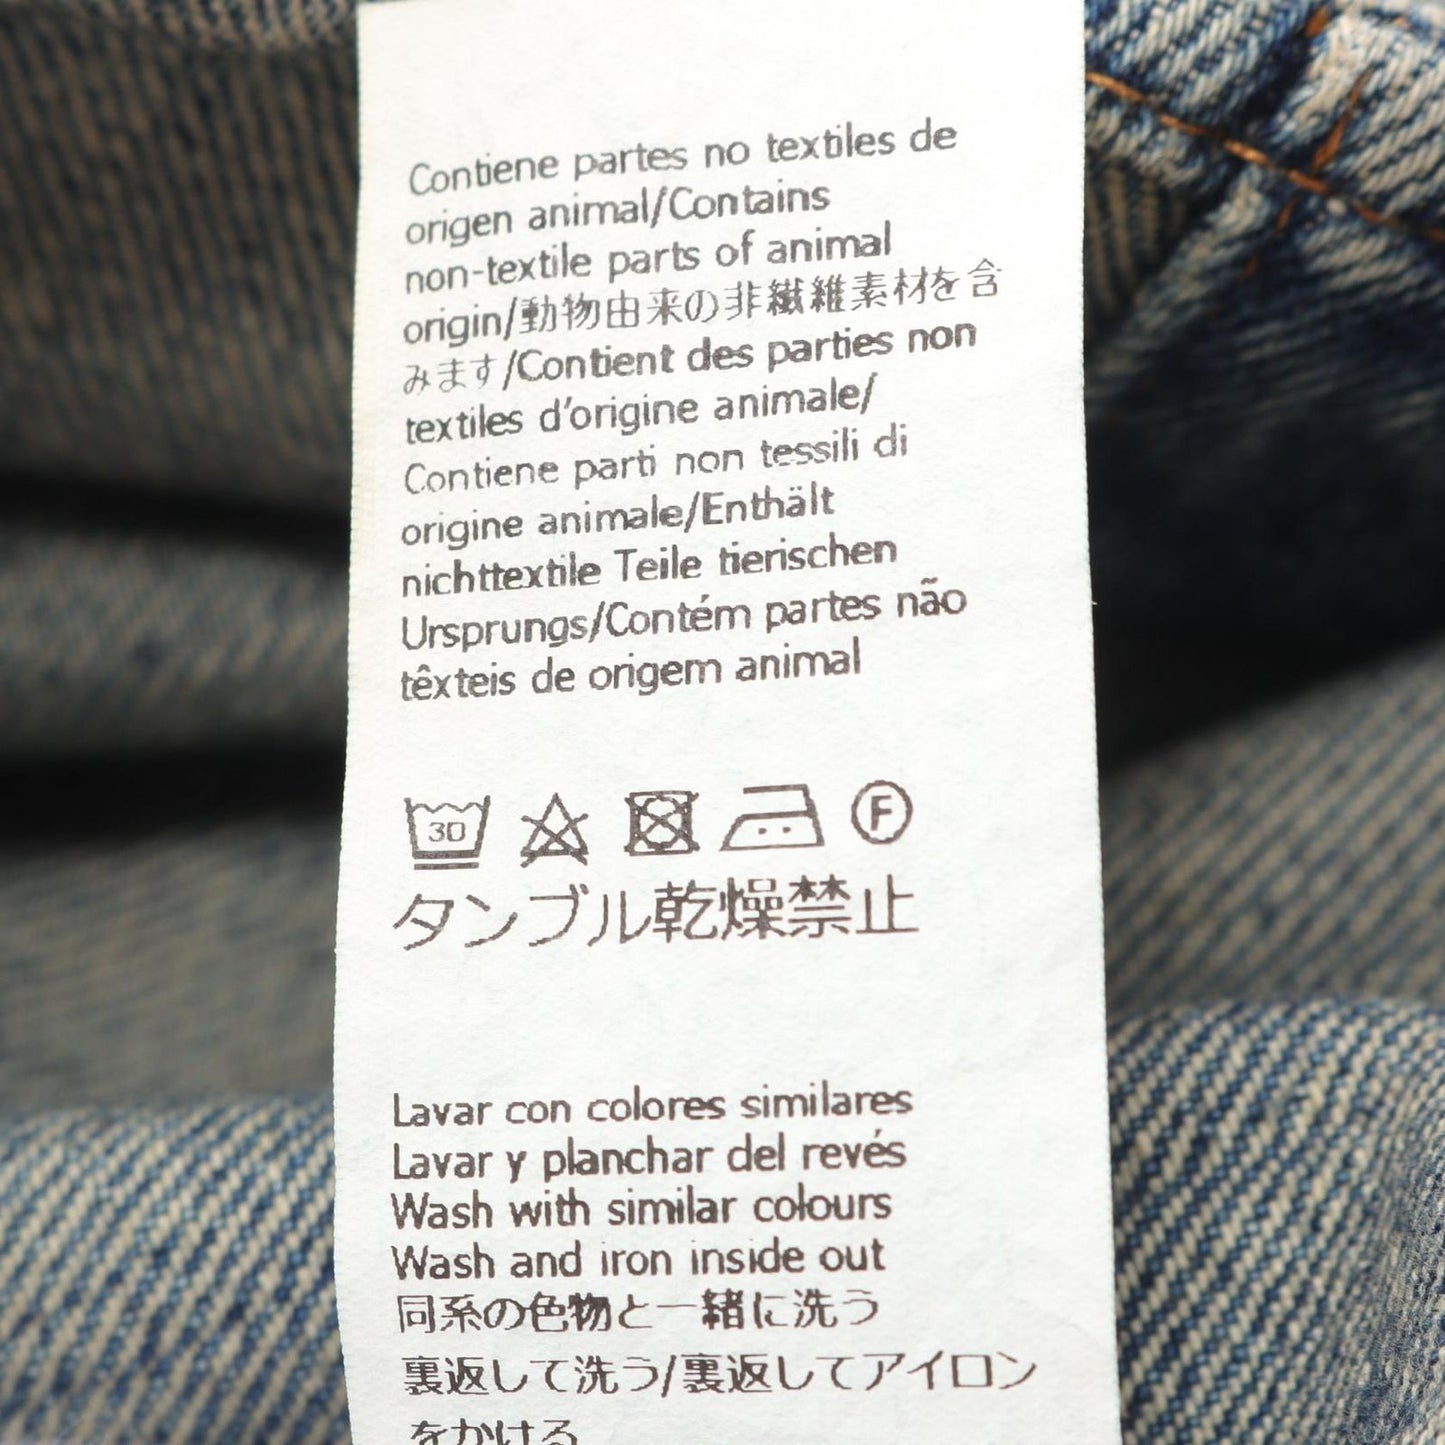 Contiene partes no textiles de
origen animal/Contains
non-textile parts of animal
origin/動物由来の非繊維素材を含
みます/Contient des parties non
textiles d'origine animale/
Contiene parti non tessili di
origine animale/Enthält
nichttextile Teile tierischen
Ursprungs/Contém partes não
têxteis de origem animal
30 F
タンブル乾燥禁止
Lavar con colores similares
Lavar y planchar del revés
Wash with similar colours
Wash and iron inside out
同系の色物と一緒に洗う
裏返して洗う/裏返してアイロン
をかける